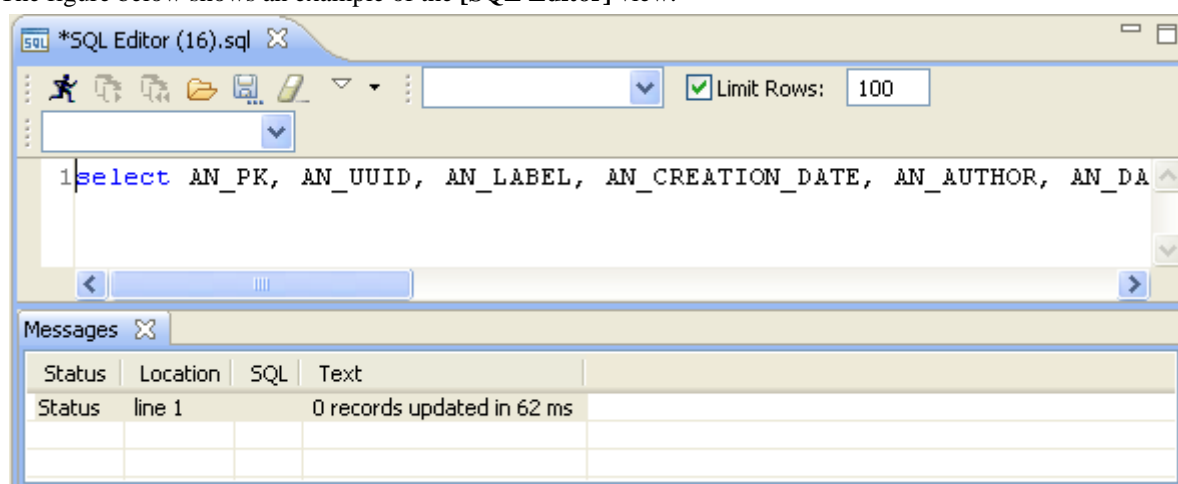 The figure below shows an example of the [SQL Editor] view.
SQL *SQL Editor (16).sql
Limit Rows: 100
1select AN_PK, AN_UUID, AN_LABEL, AN_CREATION_DATE, AN_AUTHOR, AN_DA
Messages
Status Location SQL Text
Status line 1 0 records updated in 62 ms